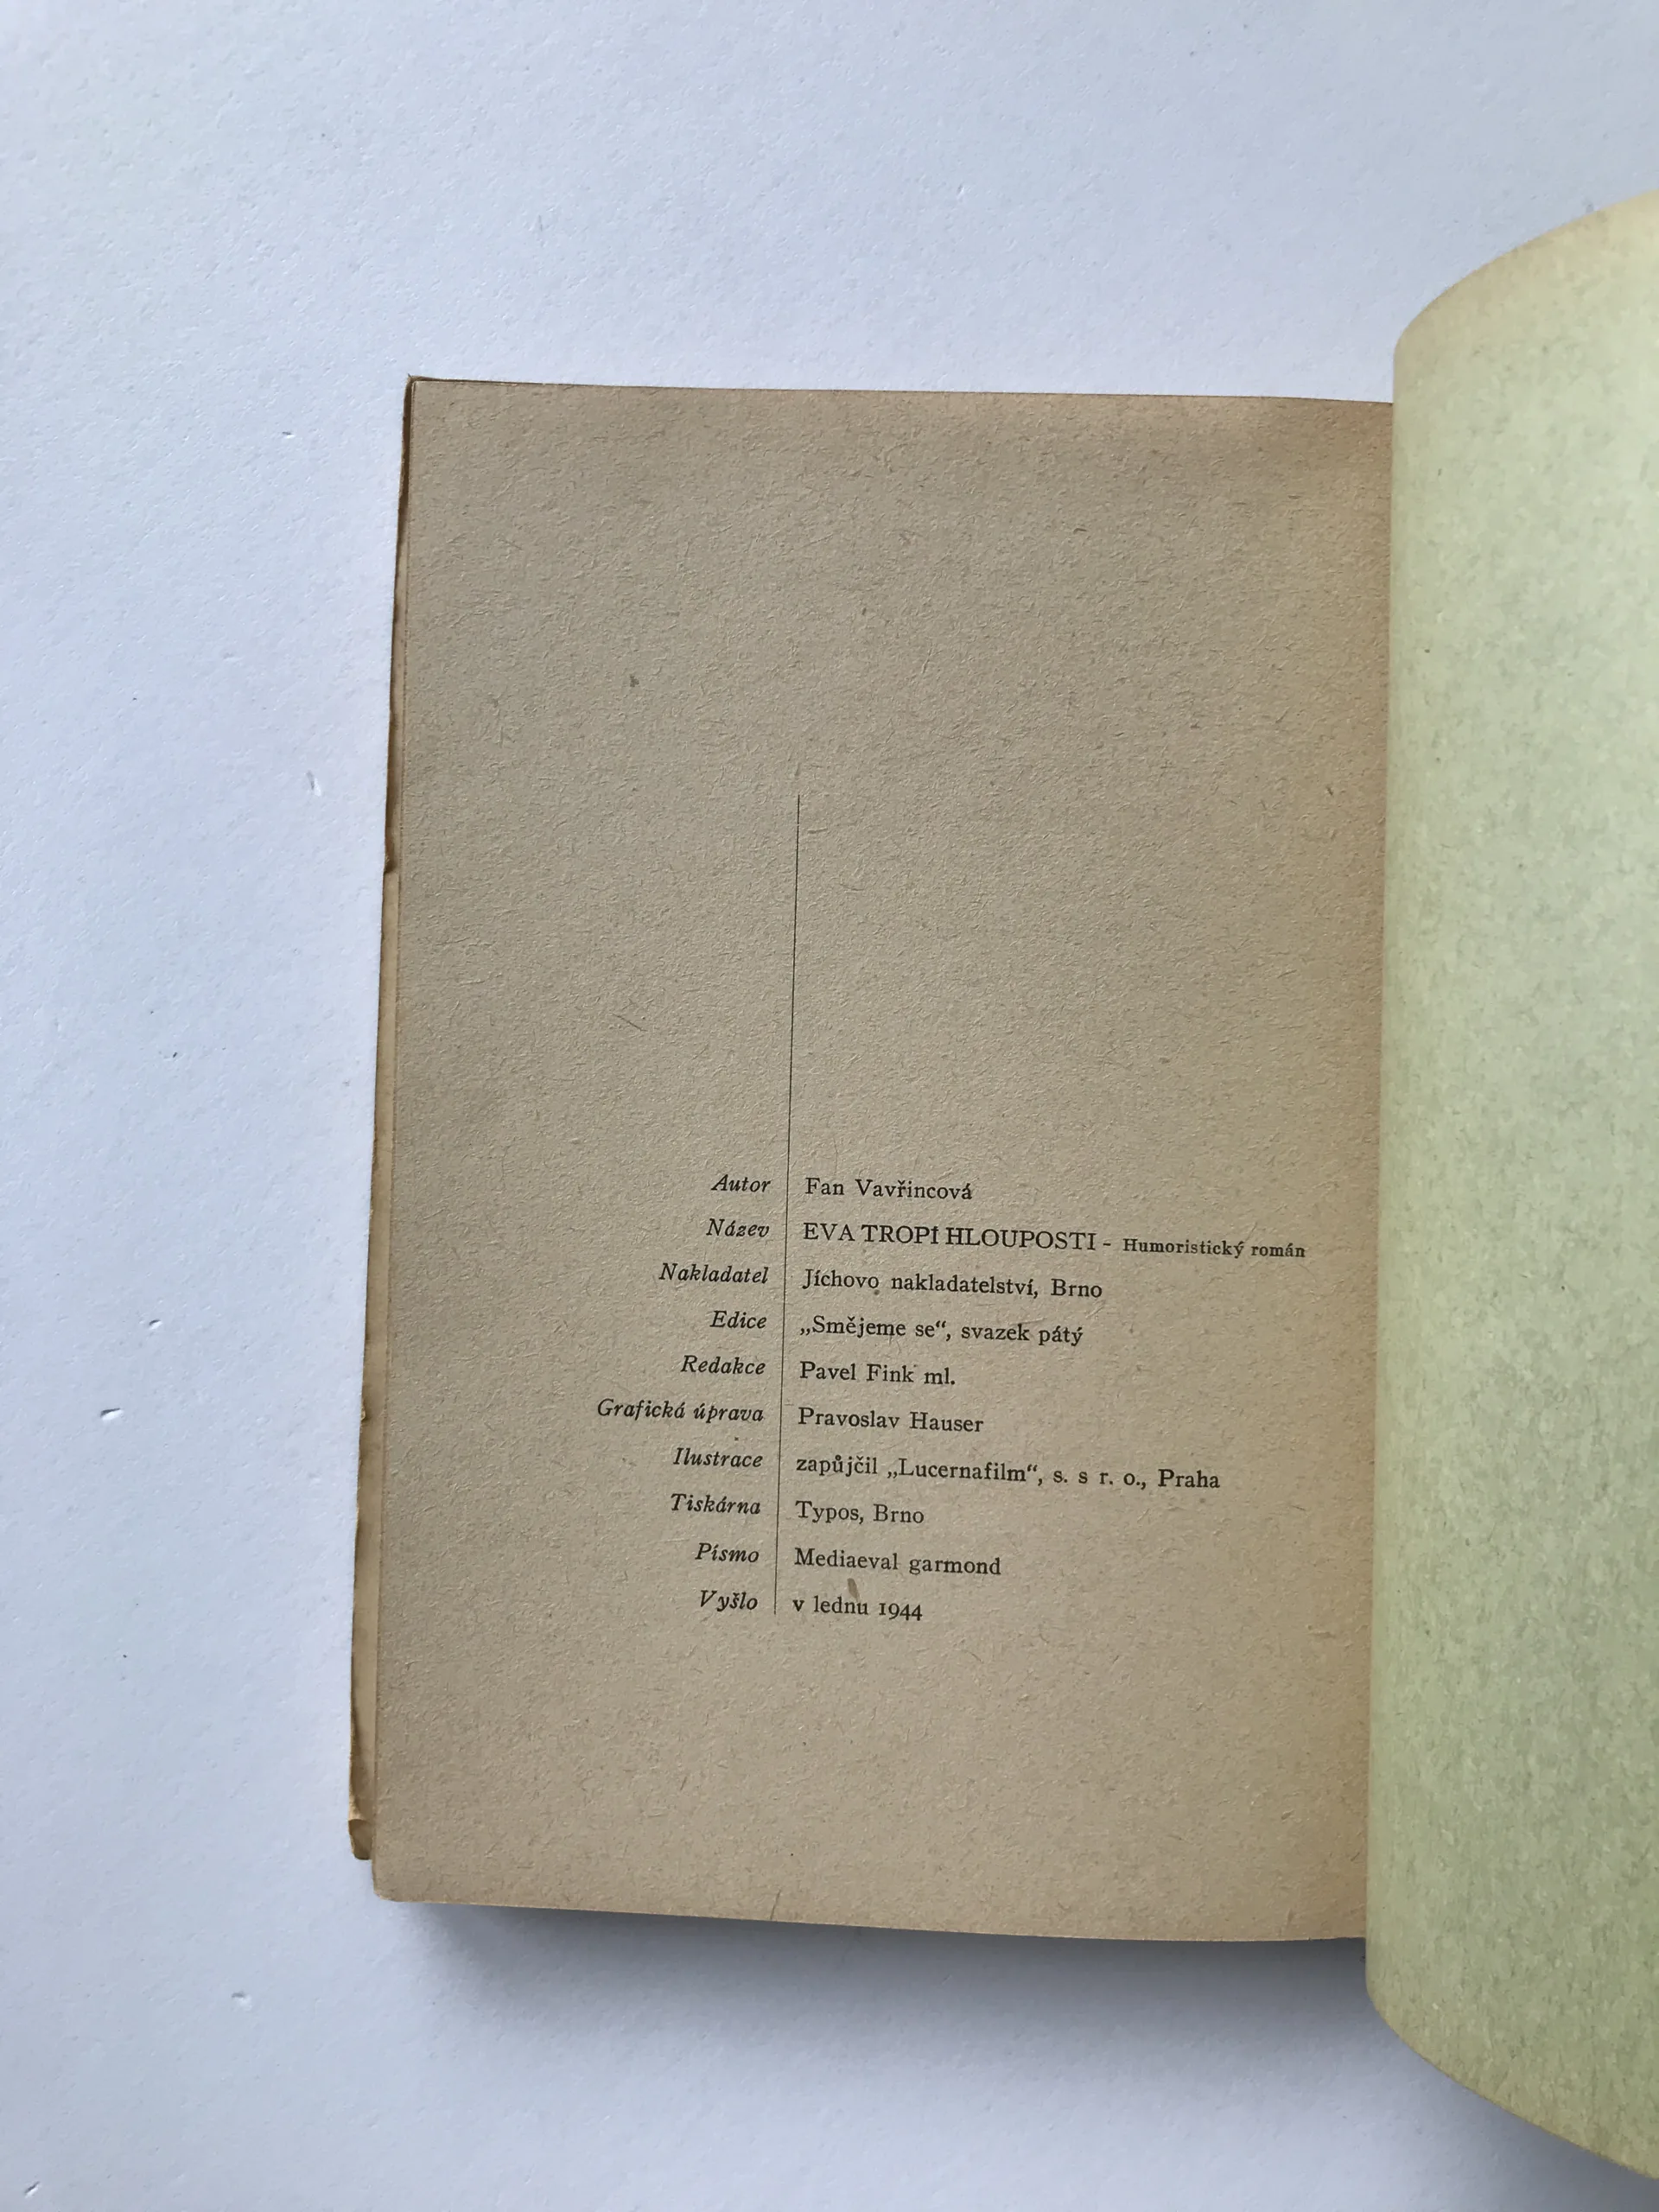 Autor Fan Vavřincová
Název EVA TROPÍ HLOUPOSTI - Humoristický román
Nakladatel Jíchovo nakladatelství, Brno
Edice „Smějeme se“, svazek pátý
Redakce Pavel Fink ml.
Grafická úprava Pravoslav Hauser
Ilustrace zapůjčil „Lucernafilm“, s. s r. o., Praha
Tiskárna Typos, Brno
Písmo Mediaeval garmond
Vyšlo v lednu 1944